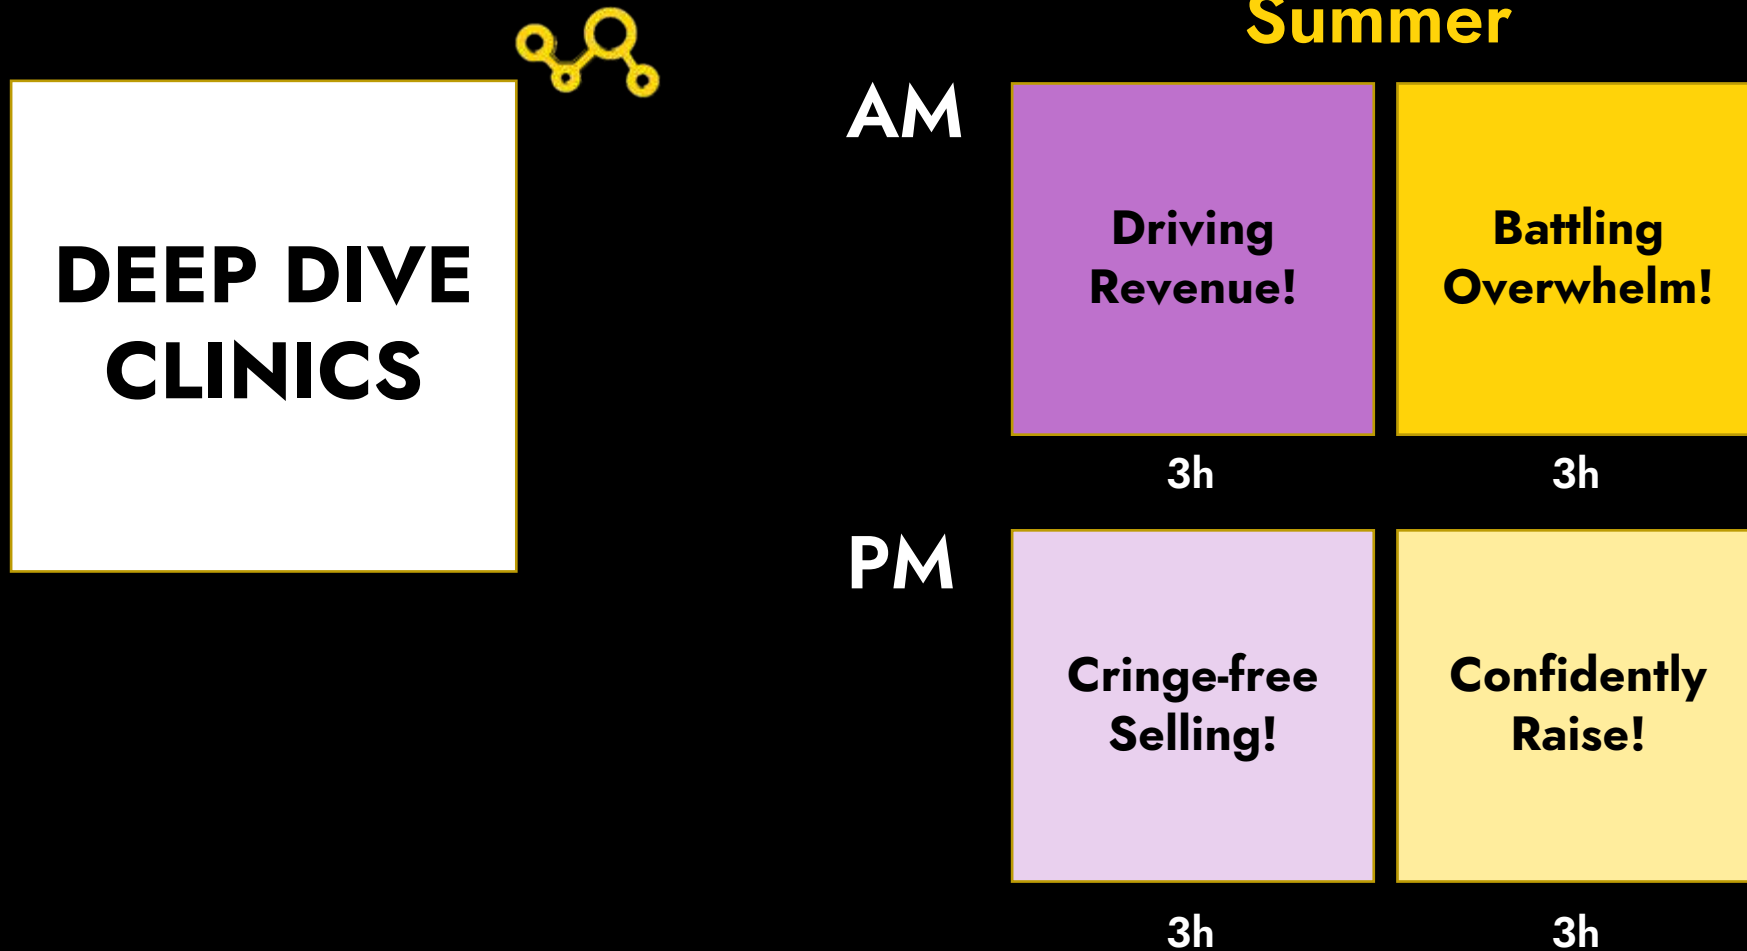 DEEP DIVE
CLINICS
Summer
AM
Driving
Revenue!
Battling
Overwhelm!
3h
3h
PM
Cringe-free
Selling!
Confidently
Raise!
3h
3h